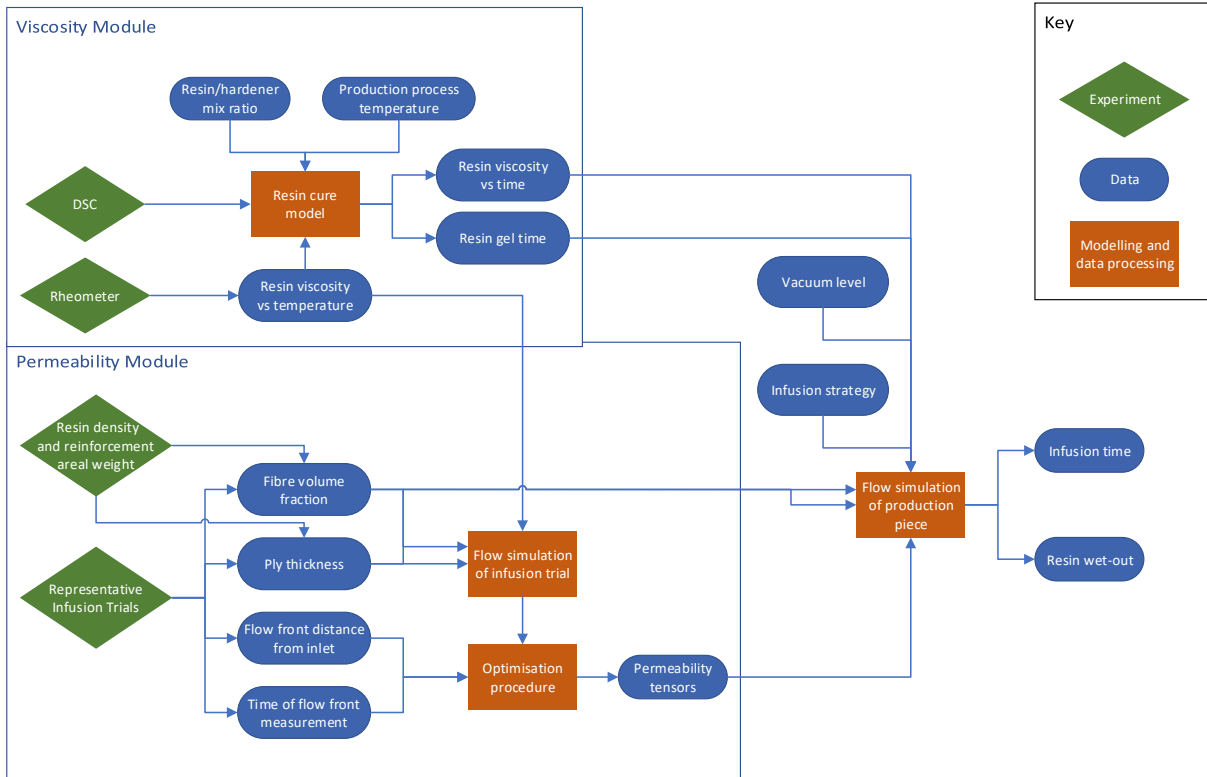 Viscosity Module
Key
Resin/hardener
mix ratio
Production process
temperature
Experiment
Resin viscosity
vs time
DSC
Resin cure
model
Data
Resin gel time
Modelling and
data processing
Rheometer
Resin viscosity
vs temperature
Vacuum level
Permeability Module
Infusion strategy
Resin density
and reinforcement
areal weight
Infusion time
Fibre volume
fraction
Flow simulation
of production
piece
Ply thickness
Flow simulation
of infusion trial
Resin wet-out
Representative
Infusion Trials
Flow front distance
from inlet
Optimisation
procedure
Permeability
tensors
Time of flow front
measurement